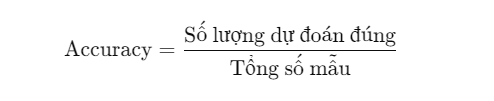 Accuracy = Số lượng dự đoán đúng
Tổng số mẫu